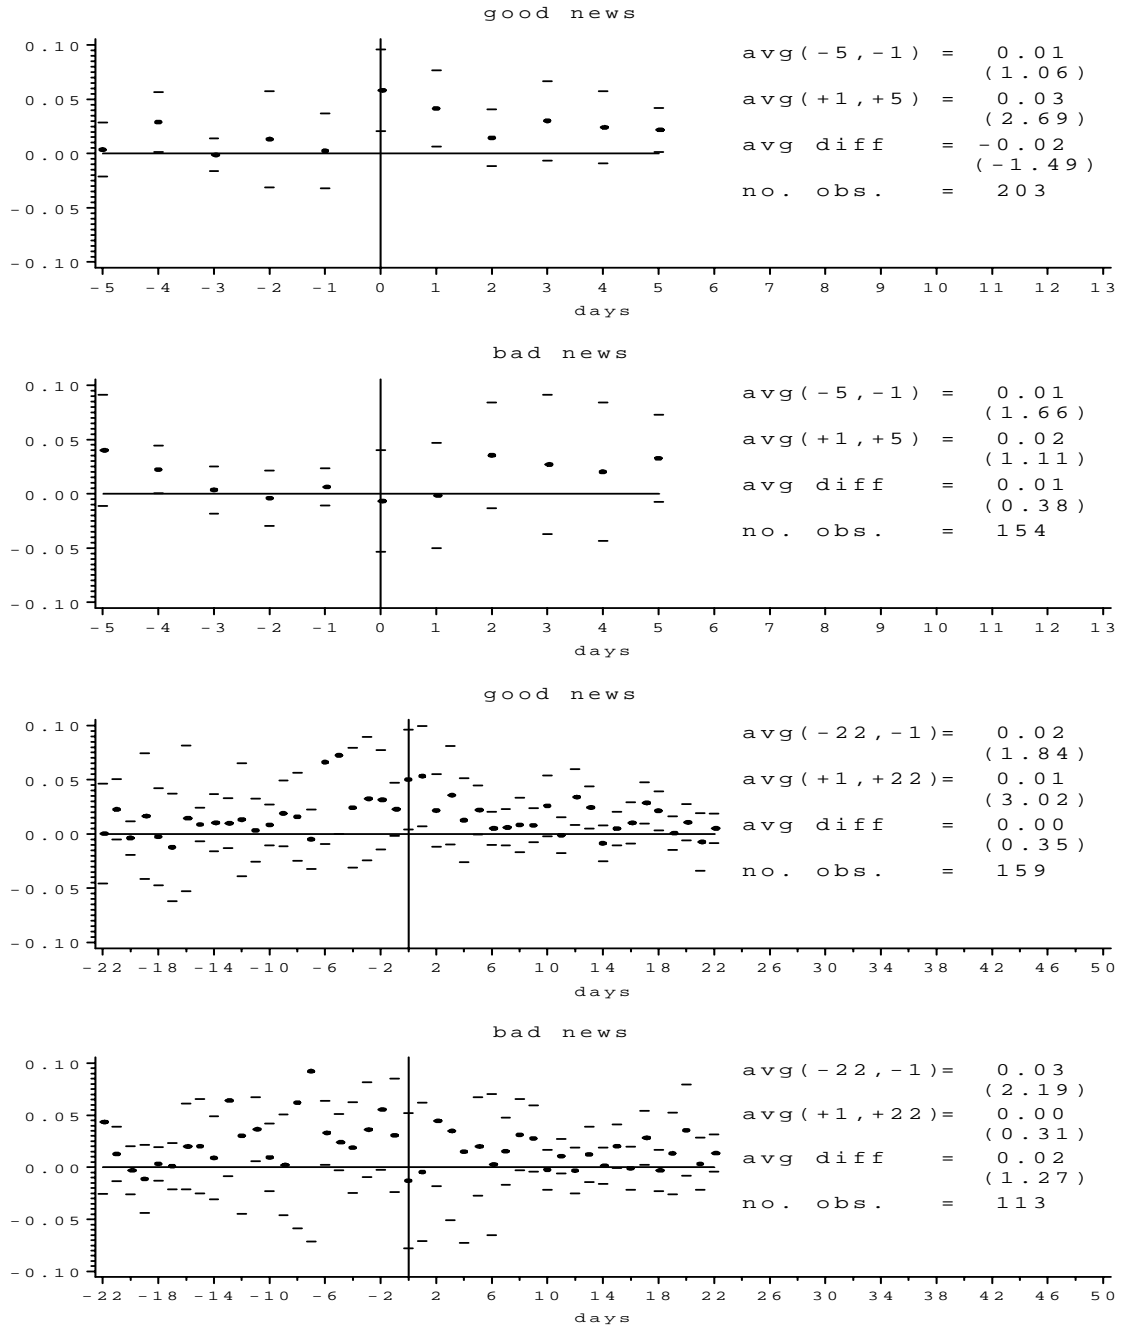 good news
0.10
0.05
0.00
-0.05
-0.10
avg(-5,-1) = 0.01
(1.06)
avg(+1,+5) = 0.03
(2.69)
avg diff = -0.02
(-1.49)
no. obs. = 203
-5 -4 -3 -2 -1 0 1 2 3 4 5 6 7 8 9 10 11 12 13
days
bad news
0.10
0.05
0.00
-0.05
-0.10
avg(-5,-1) = 0.01
(1.66)
avg(+1,+5) = 0.02
(1.11)
avg diff = 0.01
(0.38)
no. obs. = 154
-5 -4 -3 -2 -1 0 1 2 3 4 5 6 7 8 9 10 11 12 13
days
good news
0.10
0.05
0.00
-0.05
-0.10
avg(-22,-1)= 0.02
(1.84)
avg(+1,+22)= 0.01
(3.02)
avg diff = 0.00
(0.35)
no. obs. = 159
-22 -18 -14 -10 -6 -2 2 6 10 14 18 22 26 30 34 38 42 46 50
days
bad news
0.10
0.05
0.00
-0.05
-0.10
avg(-22,-1)= 0.03
(2.19)
avg(+1,+22)= 0.00
(0.31)
avg diff = 0.02
(1.27)
no. obs. = 113
-22 -18 -14 -10 -6 -2 2 6 10 14 18 22 26 30 34 38 42 46 50
days